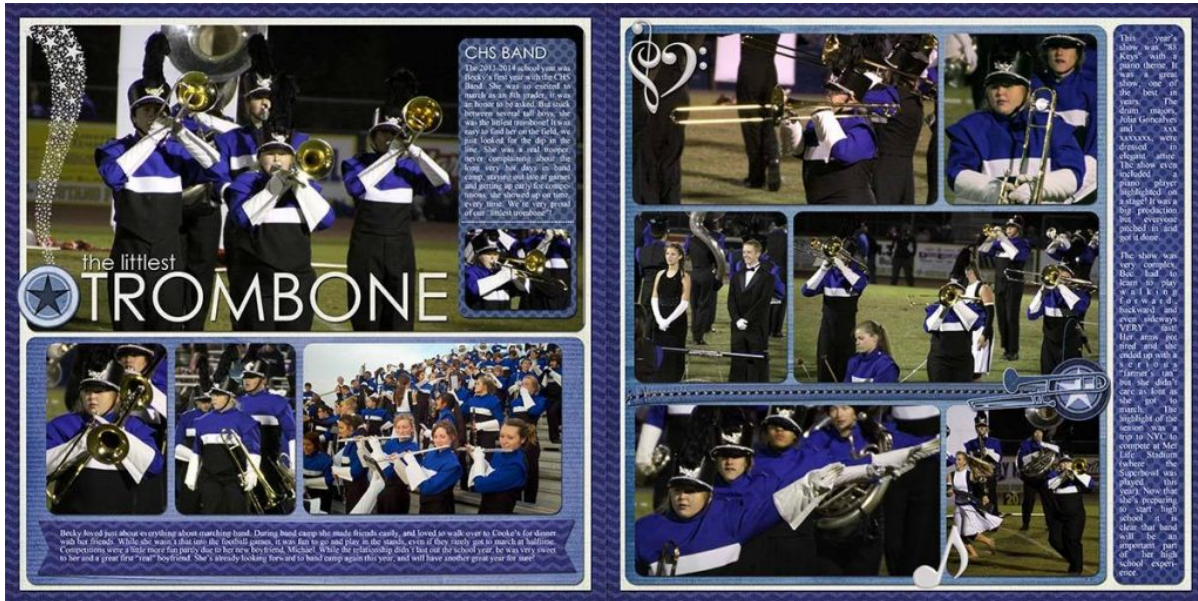 CHS BAND
The 2013-2014 school year was
Becky's first year with the CHS
Band. She was so excited to
march as an 8th grader, it was
an honor to be asked. But stuck
between several tall boys, she
was the littlest trombone! It was
easy to find her on the field, we
just looked for the dip in the
line. She was a real trooper,
never complaining about the
long very hot days in band
camp, staying out late at games
and getting up early for compe-
titions, she showed up on time,
every time. We're very proud
of our "littlest trombone"!
the littlest
TROMBONE
Becky loved just about everything about marching band. During band camp she made friends easily, and loved to walk over to Cooke's for dinner
with her friends. While she wasn't that into the football games, it was fun to go and play in the stands, even if they rarely got to march at halftime.
Competitions were a little more fun partly due to her new boyfriend, Michael. While the relationship didn't last out the school year, he was very sweet
to her and a great first "real" boyfriend. She's already looking forward to band camp again this year, and will have another great year for sure!
This year's
show was "88
Keys" with a
piano theme. It
was a great
show, one of
the best in
years. The
drum majors,
Julia Goncalves
and xxx
xxxxxxx, were
dressed in
elegant attire.
The show even
included a
piano player
highlighted on
a stage! It was a
big production
but everyone
pitched in and
got it done.
The show was
very complex,
Bec had to
learn to play
walking
forward,
backward and
even sideways
VERY fast!
Her arms got
tired and she
ended up with a
serious
"farmer's tan"
but she didn't
care as long as
she got to
march. The
highlight of the
season was a
trip to NYC to
compete at Met
Life Stadium
(where the
Superbowl was
played this
year). Now that
she's preparing
to start high
school it is
clear that band
will be an
important part
of her high
school experi-
ence.